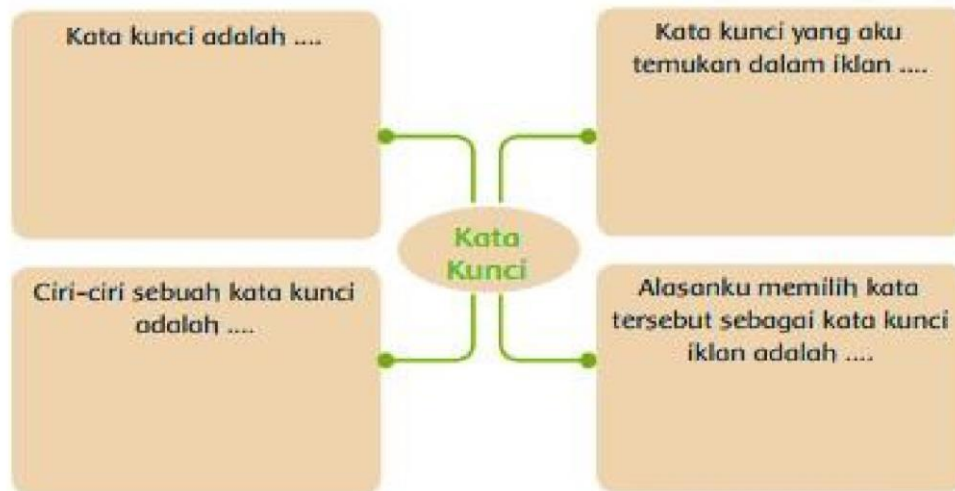 Kata kunci adalah ....
Kata kunci yang aku
temukan dalam iklan ....
Kata
Kunci
Ciri-ciri sebuah kata kunci
adalah ....
Alasanku memilih kata
tersebut sebagai kata kunci
iklan adalah ....